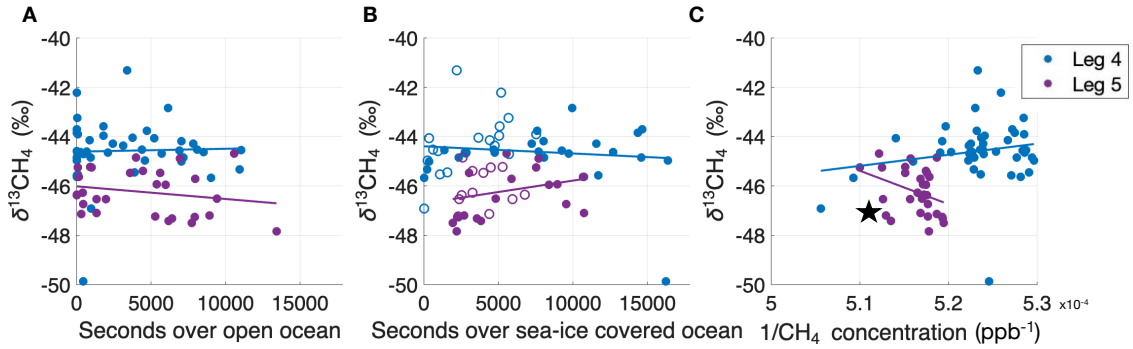 A
B
C
-40
-42
-44
-46
-48
-50
δ¹³CH₄ (‰)
0
5000
10000
15000
Seconds over open ocean
-40
-42
-44
-46
-48
-50
δ¹³CH₄ (‰)
0
5000
10000
15000
Seconds over sea-ice covered ocean
-40
-42
-44
-46
-48
-50
δ¹³CH₄ (‰)
5
5.1
5.2
5.3
x10⁻⁴
1/CH₄ concentration (ppb⁻¹)
Leg 4
Leg 5